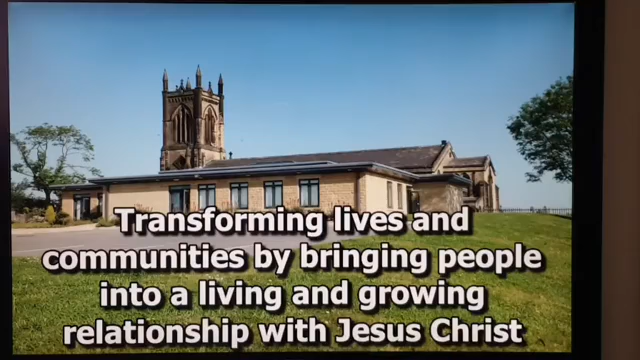 Transforming lives and
communities by bringing people
into a living and growing
relationship with Jesus Christ